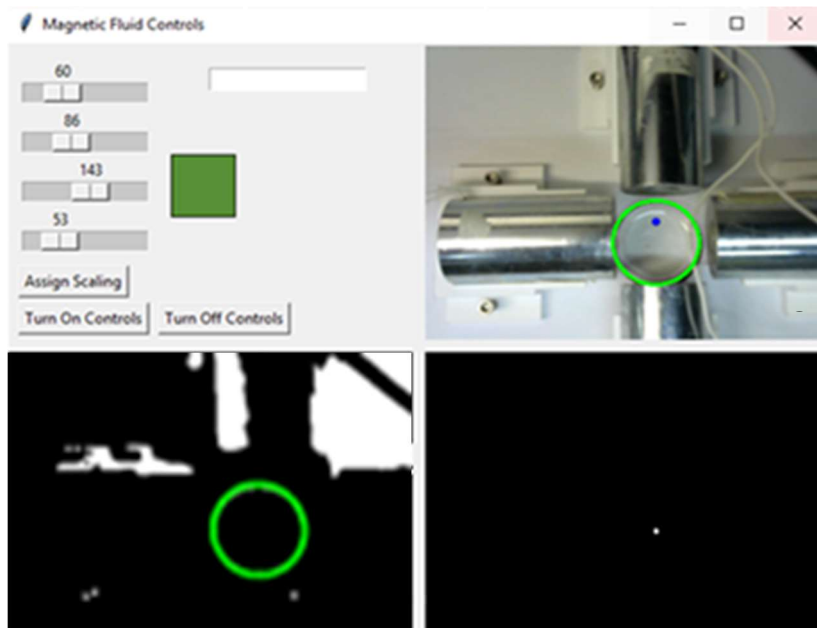 Magnetic Fluid Controls
60
86
143
53
Assign Scaling
Turn On Controls
Turn Off Controls